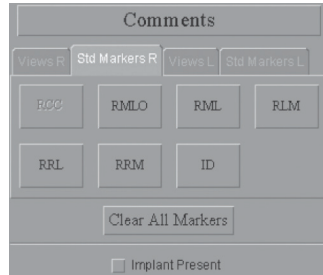 Comments
Views R Std Markers R Views L Std Markers L
RCC RMLO RML RLM
RRL RRM ID
Clear All Markers
Implant Present